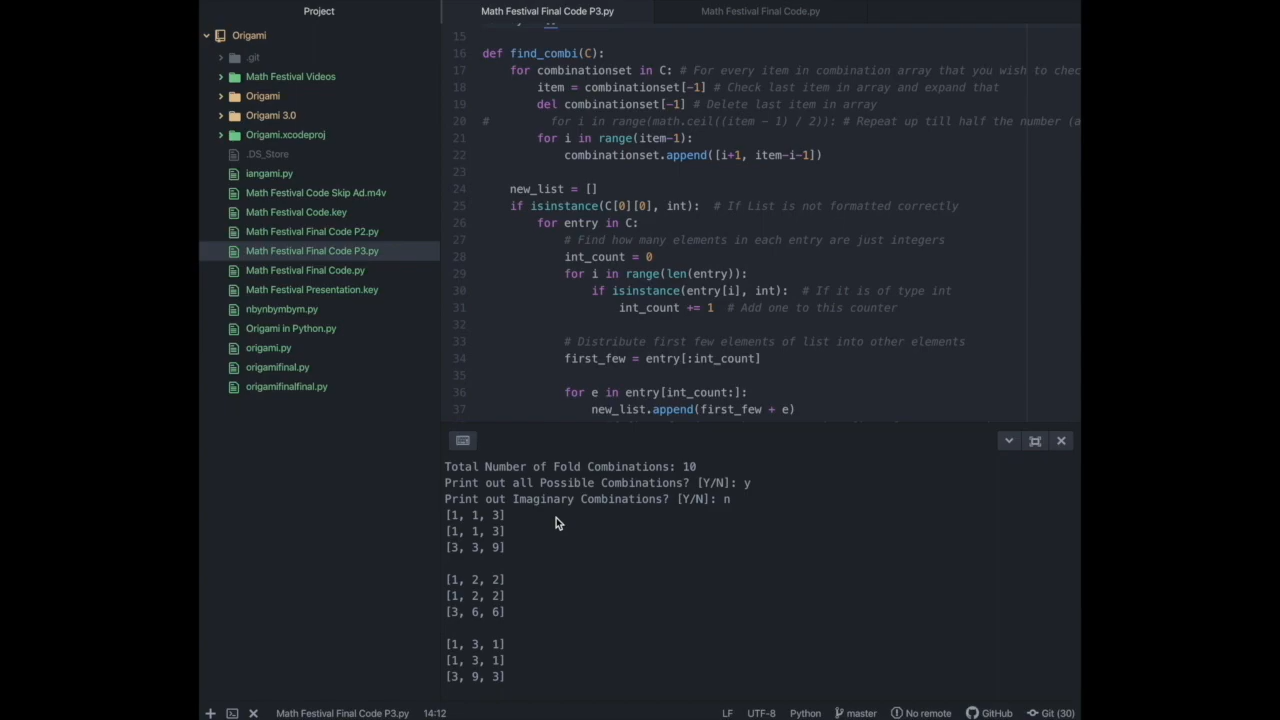 Project
Math Festival Final Code P3.py
Math Festival Final Code.py
Origami
.git
Math Festival Videos
Origami
Origami 3.0
Origami.xcodeproj
.DS_Store
iangami.py
Math Festival Code Skip Ad.m4v
Math Festival Code.key
Math Festival Final Code P2.py
Math Festival Final Code P3.py
Math Festival Final Code.py
Math Festival Presentation.key
nbynbymbym.py
Origami in Python.py
origami.py
origamifinal.py
origamifinalfinal.py
15
16 def find_combi(C):
17 for combinationset in C: # For every item in combination array that you wish to chec
18 item = combinationset[-1] # Check last item in array and expand that
19 del combinationset[-1] # Delete last item in array
20 # for i in range(math.ceil((item - 1) / 2)): # Repeat up till half the number (a
21 for i in range(item-1):
22 combinationset.append([i+1, item-i-1])
23
24 new_list = []
25 if isinstance(C[0][0], int): # If List is not formatted correctly
26 for entry in C:
27 # Find how many elements in each entry are just integers
28 int_count = 0
29 for i in range(len(entry)):
30 if isinstance(entry[i], int): # If it is of type int
31 int_count += 1 # Add one to this counter
32
33 # Distribute first few elements of list into other elements
34 first_few = entry[:int_count]
35
36 for e in entry[int_count:]:
37 new_list.append(first_few + e)
Total Number of Fold Combinations: 10
Print out all Possible Combinations? [Y/N]: y
Print out Imaginary Combinations? [Y/N]: n
[1, 1, 3]
[1, 1, 3]
[3, 3, 9]
[1, 2, 2]
[1, 2, 2]
[3, 6, 6]
[1, 3, 1]
[1, 3, 1]
[3, 9, 3]
Math Festival Final Code P3.py 14:12 LF UTF-8 Python master No remote GitHub Git (30)